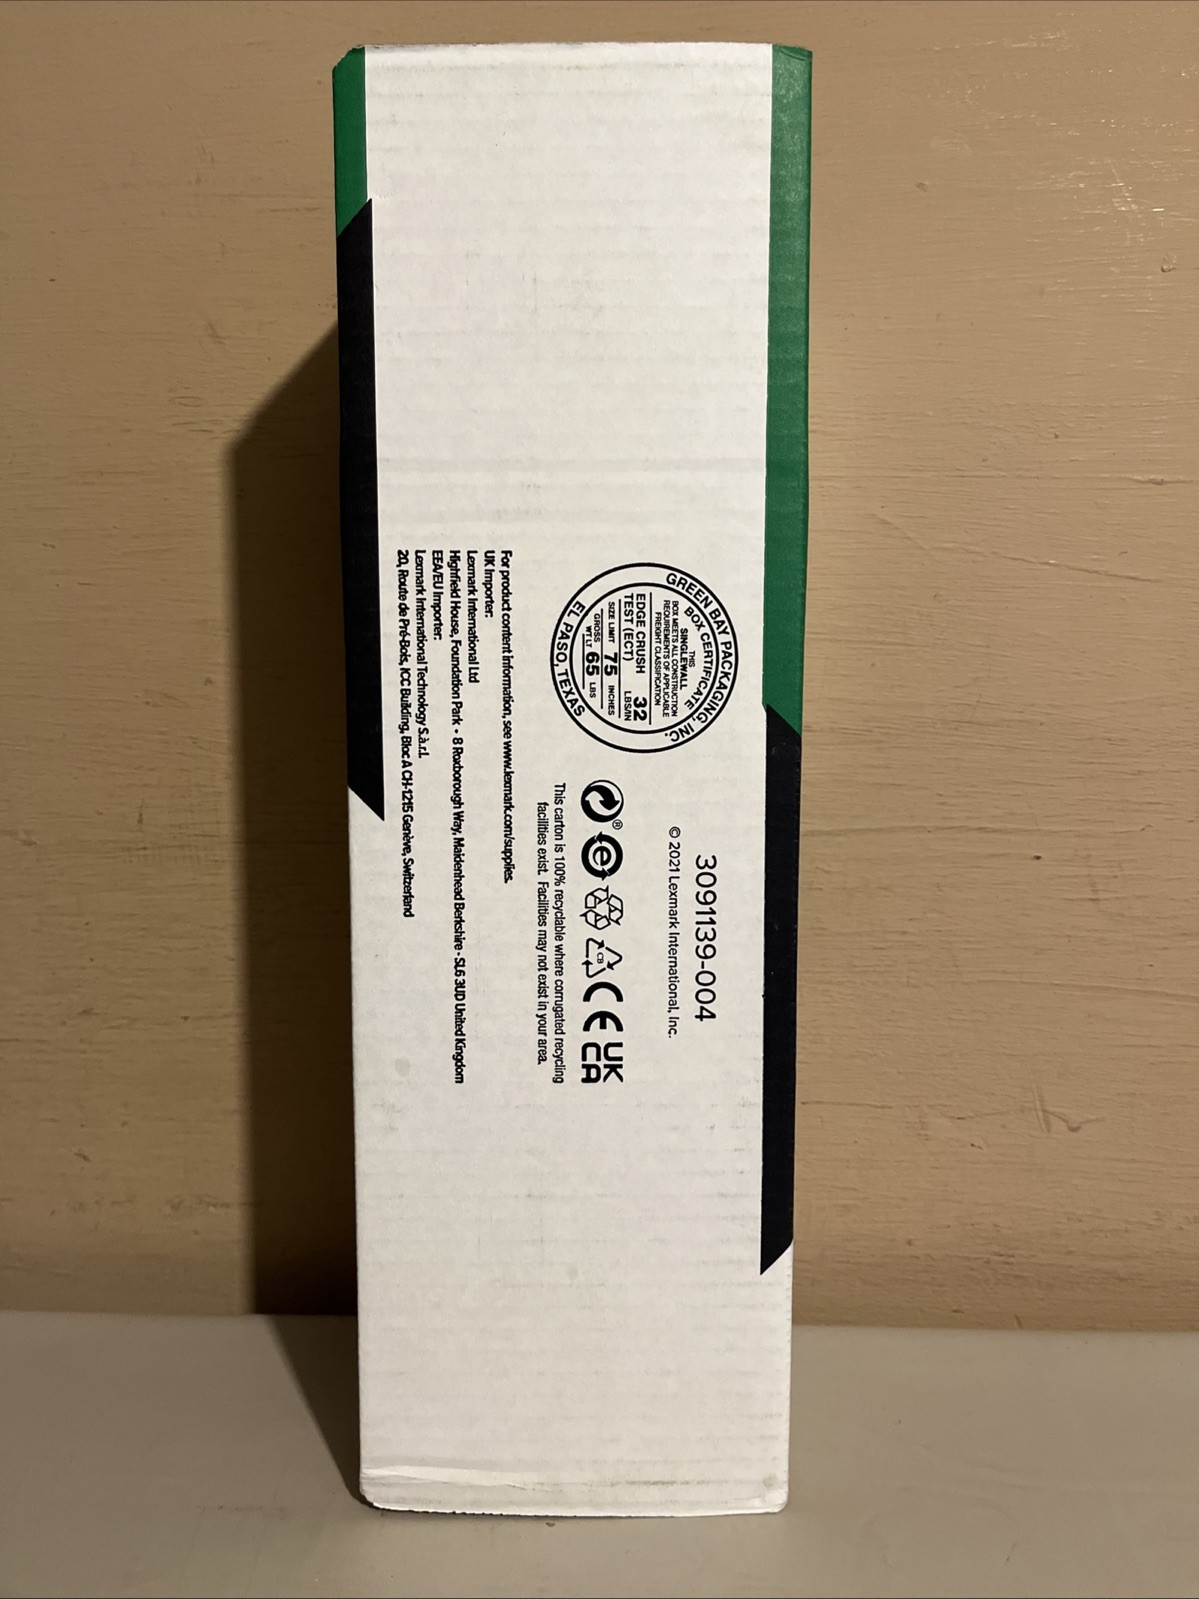 3091139-004
© 2021 Lexmark International, Inc.
GREEN BAY PACKAGING, INC.
BOX CERTIFICATE
THIS
SINGLEWALL
BOX MEETS ALL CONSTRUCTION
REQUIREMENTS OF APPLICABLE
FREIGHT CLASSIFICATION
EDGE CRUSH
TEST (ECT) 32 LBS/IN
SIZE LIMIT 75 INCHES
GROSS WT LT 65 LBS
EL PASO, TEXAS
® e CB CE UK CA
This carton is 100% recyclable where corrugated recycling
facilities exist. Facilities may not exist in your area.
For product content information, see www.lexmark.com/supplies.
UK Importer:
Lexmark International Ltd
Highfield House, Foundation Park • 8 Roxborough Way, Maidenhead Berkshire • SL6 3UD United Kingdom
EEA/EU Importer:
Lexmark International Technology S.à.r.l.
20, Route de Pré-Bois, ICC Building, Bloc A CH-1215 Genève, Switzerland